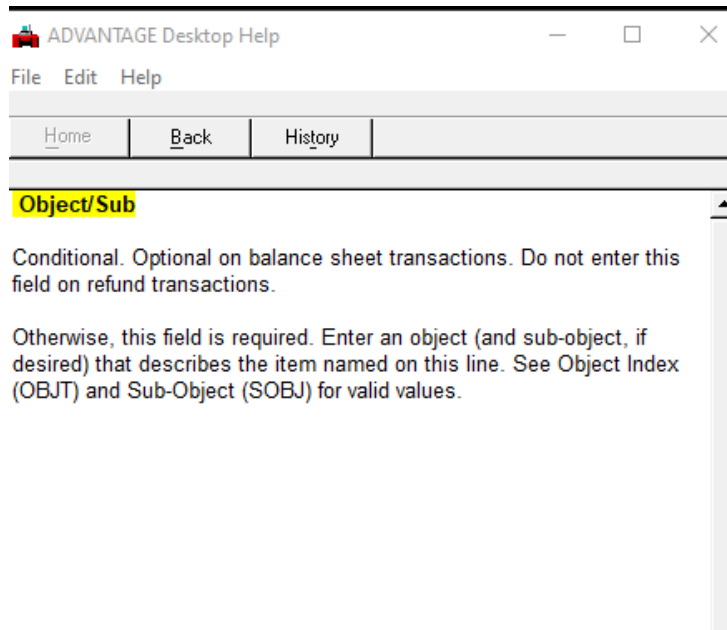 ADVANTAGE Desktop Help
File Edit Help
Home Back History
Object/Sub
Conditional. Optional on balance sheet transactions. Do not enter this
field on refund transactions.
Otherwise, this field is required. Enter an object (and sub-object, if
desired) that describes the item named on this line. See Object Index
(OBJT) and Sub-Object (SOBJ) for valid values.